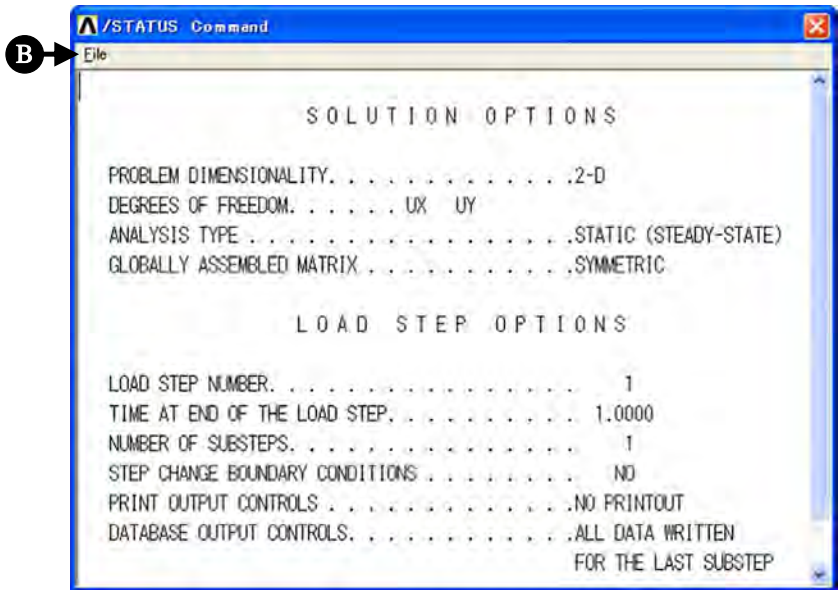 /STATUS Command
B
File
SOLUTION OPTIONS
PROBLEM DIMENSIONALITY. . . . . . . . . . . . . .2-D
DEGREES OF FREEDOM. . . . . . UX UY
ANALYSIS TYPE . . . . . . . . . . . . . . . . . .STATIC (STEADY-STATE)
GLOBALLY ASSEMBLED MATRIX . . . . . . . . . . . .SYMMETRIC
LOAD STEP OPTIONS
LOAD STEP NUMBER. . . . . . . . . . . . . . . . . 1
TIME AT END OF THE LOAD STEP. . . . . . . . . . . 1.0000
NUMBER OF SUBSTEPS. . . . . . . . . . . . . . . . 1
STEP CHANGE BOUNDARY CONDITIONS . . . . . . . . . NO
PRINT OUTPUT CONTROLS . . . . . . . . . . . . . .NO PRINTOUT
DATABASE OUTPUT CONTROLS. . . . . . . . . . . . .ALL DATA WRITTEN
FOR THE LAST SUBSTEP